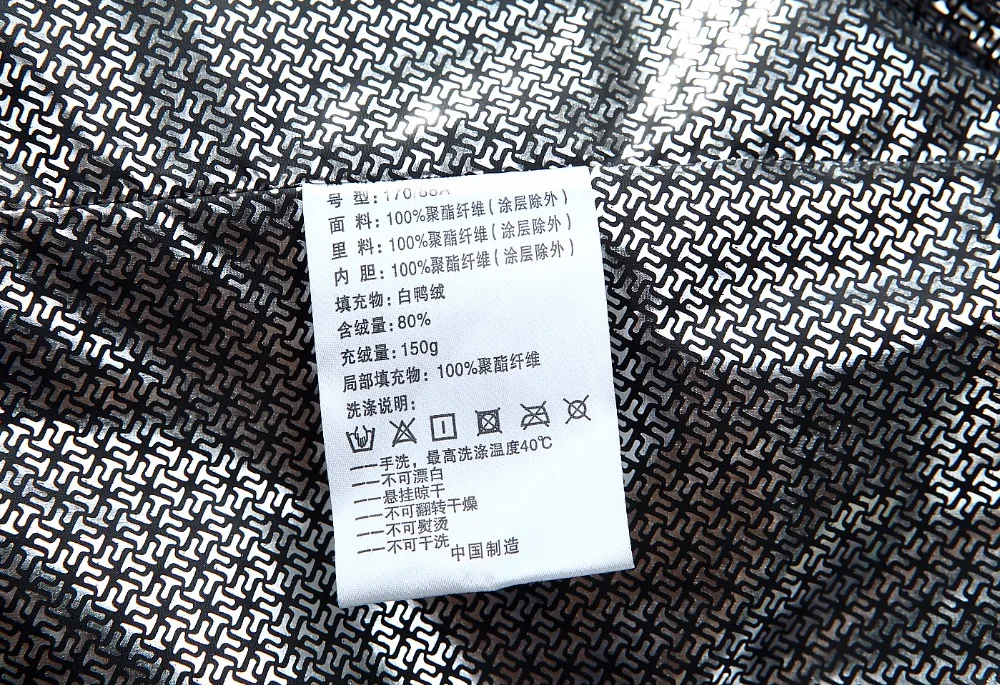 号 型: 170/88A
面 料: 100%聚酯纤维(涂层除外)
里 料: 100%聚酯纤维(涂层除外)
内 胆: 100%聚酯纤维(涂层除外)
填充物: 白鸭绒
含绒量: 80%
充绒量: 150g
局部填充物: 100%聚酯纤维
洗涤说明:
——手洗，最高洗涤温度40℃
——不可漂白
——悬挂晾干
——不可翻转干燥
——不可熨烫
——不可干洗
中国制造